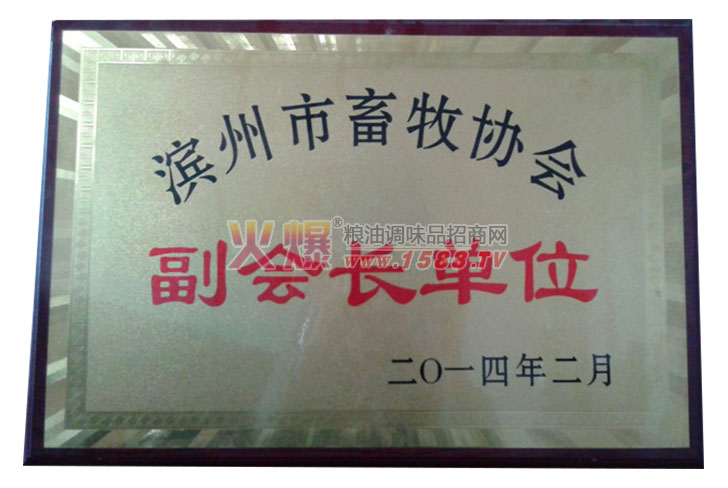 滨州市畜牧协会
火爆®粮油调味品招商网
www.1588.TV
副会长单位
二〇一四年二月